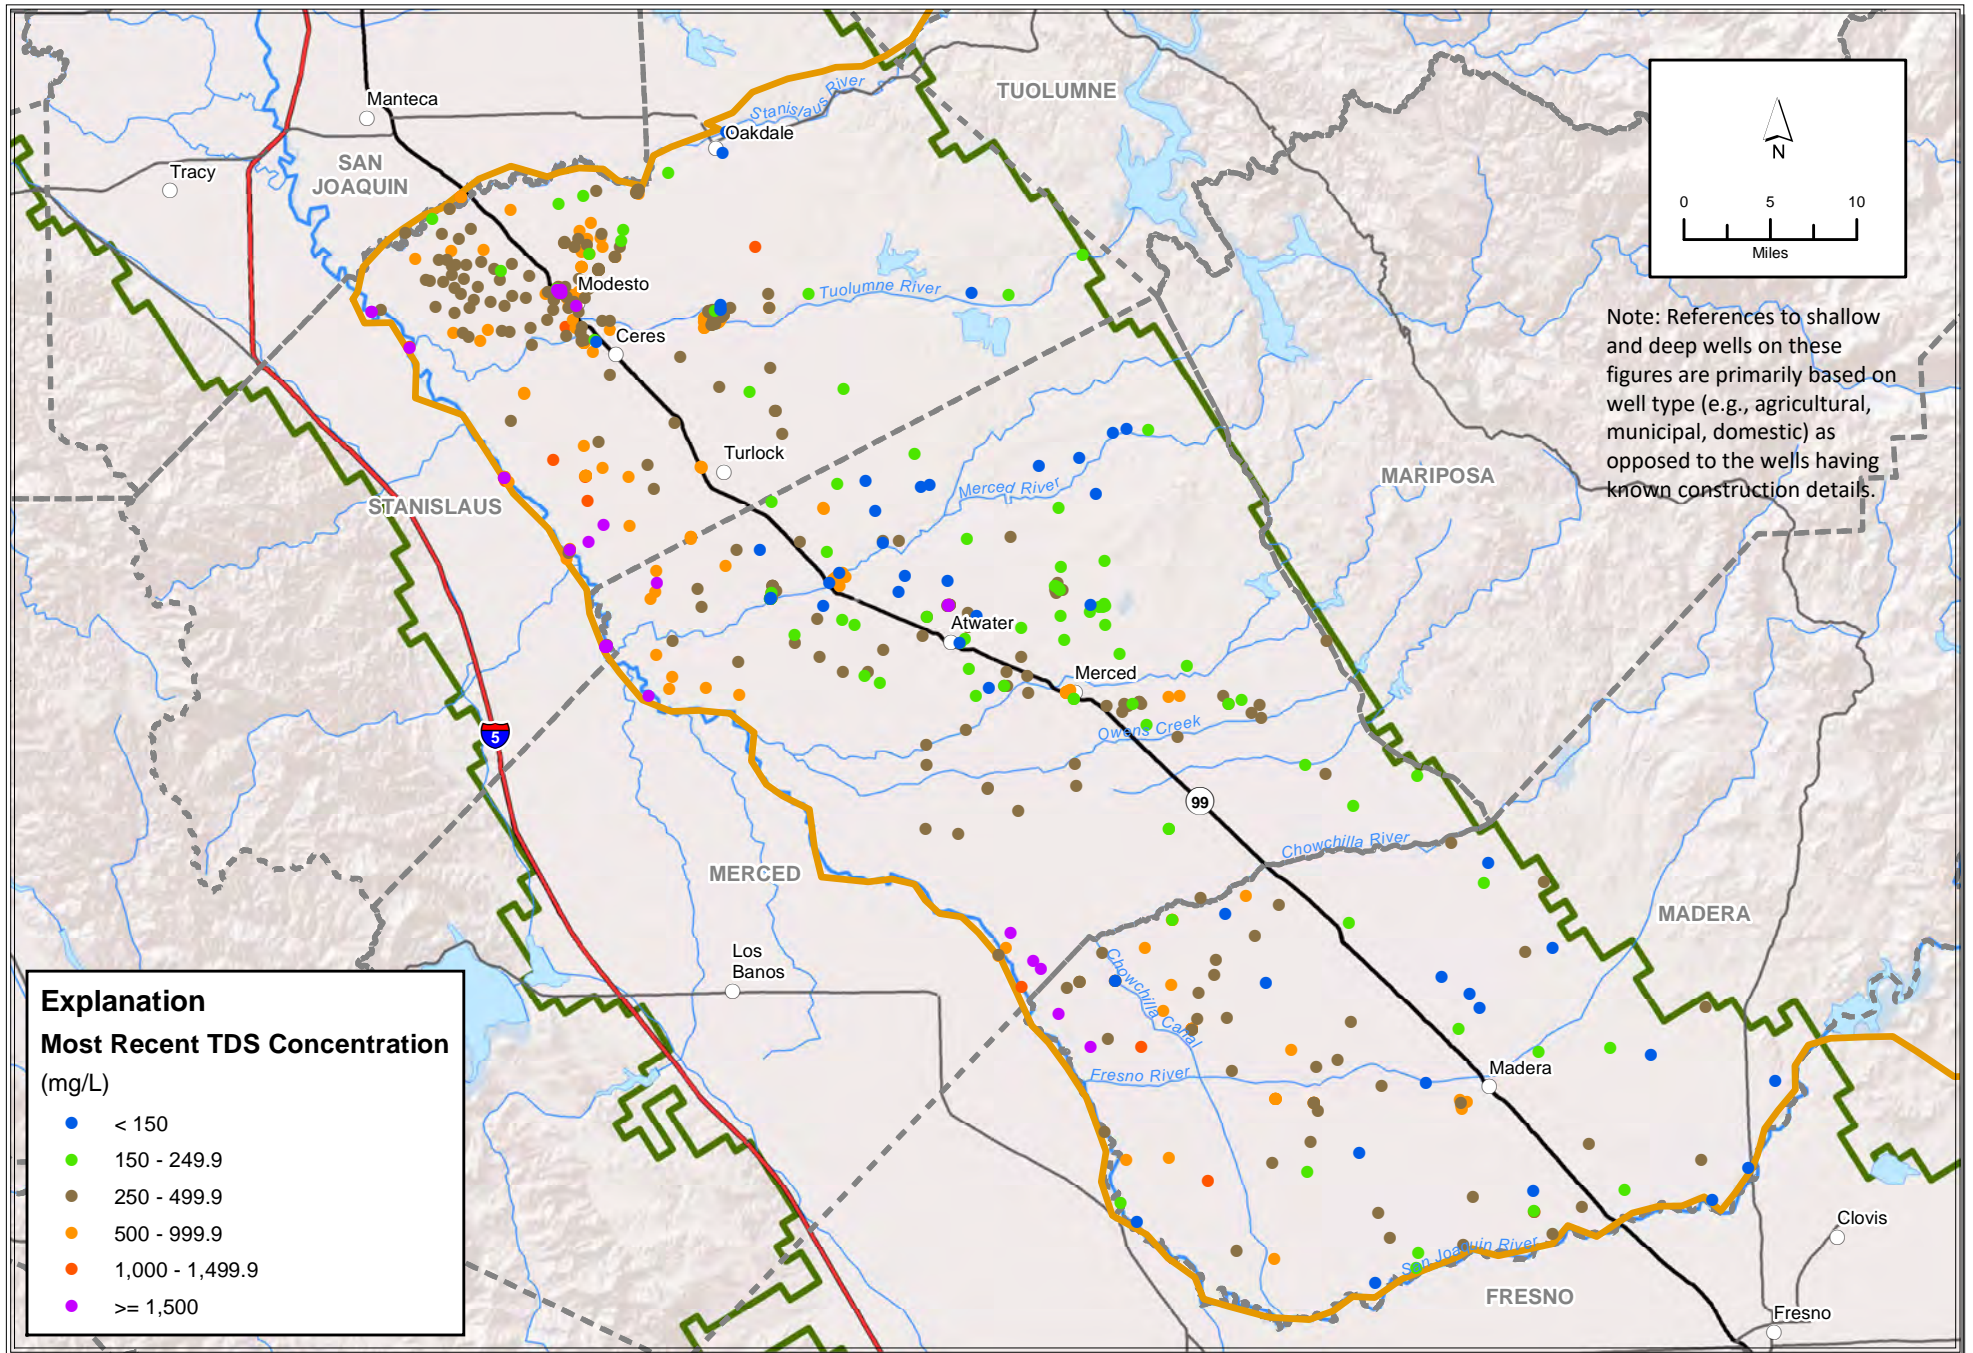 Manteca
Tracy
SAN
JOAQUIN
Stanislaus River
Oakdale
TUOLUMNE
N
0 5 10
Miles
Note: References to shallow
and deep wells on these
figures are primarily based on
well type (e.g., agricultural,
municipal, domestic) as
opposed to the wells having
known construction details.
Modesto
Tuolumne River
Ceres
Turlock
STANISLAUS
Merced River
MARIPOSA
Atwater
Merced
Owens Creek
5
99
Chowchilla River
MERCED
MADERA
Los
Banos
Chowchilla Canal
Fresno River
Madera
San Joaquin River
Clovis
FRESNO
Fresno
Explanation
Most Recent TDS Concentration
(mg/L)
< 150
150 - 249.9
250 - 499.9
500 - 999.9
1,000 - 1,499.9
>= 1,500